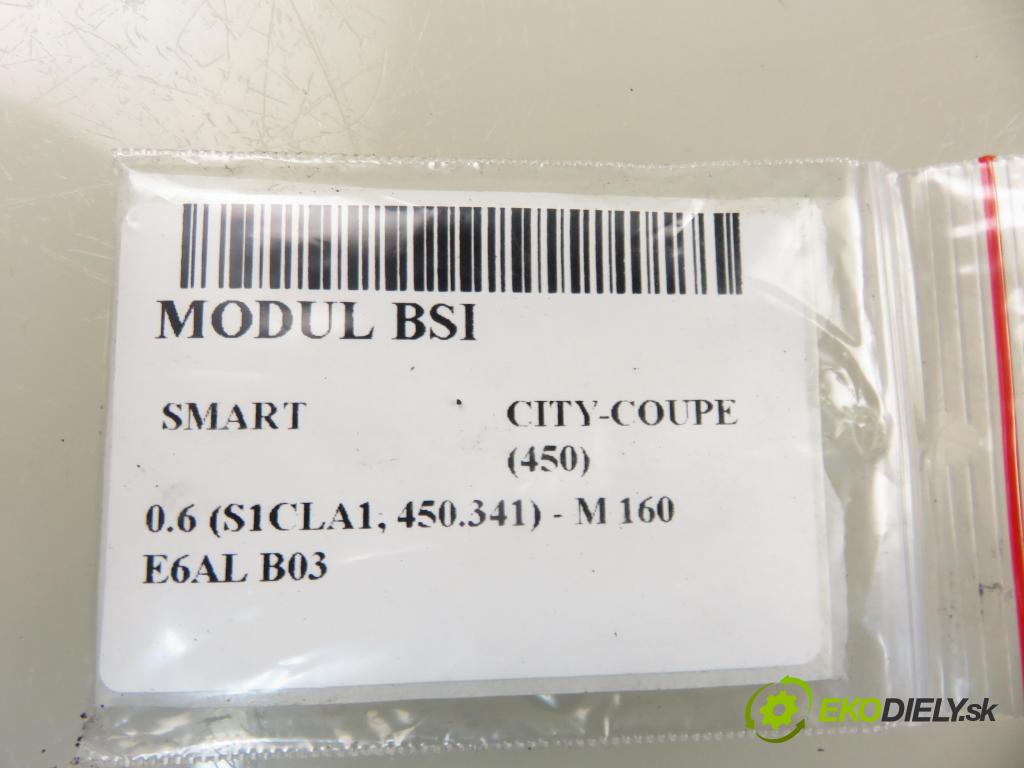 MODUL BSI
SMART CITY-COUPE
(450)
0.6 (S1CLA1, 450.341) - M 160
E6AL B03
EKODIELY.sk